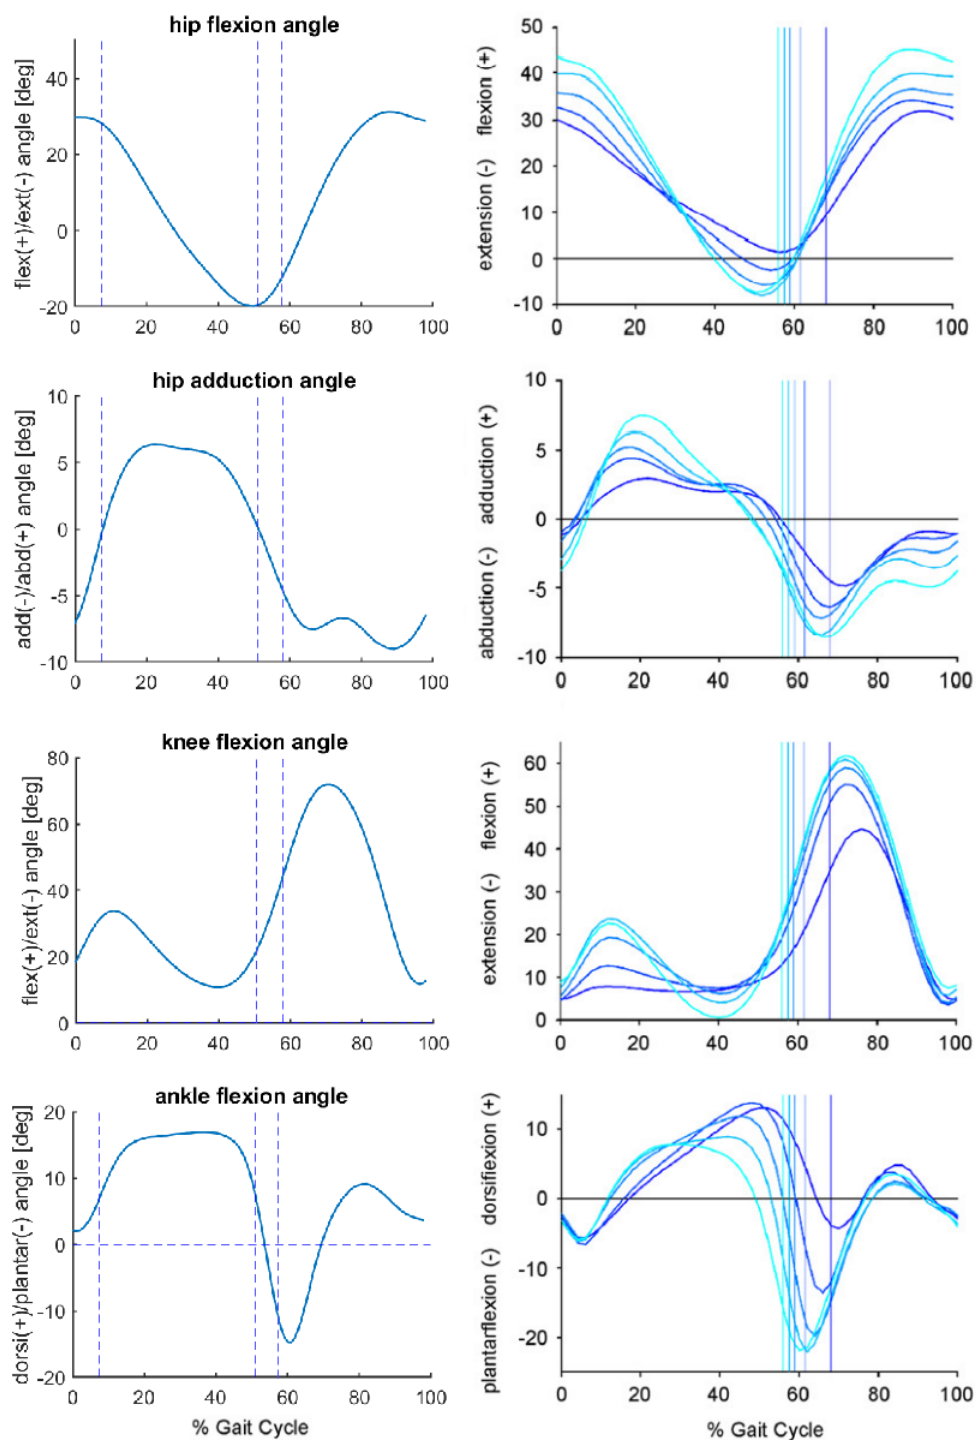 hip flexion angle
flex(+)/ext(-) angle [deg]
40
20
0
-20
0 20 40 60 80 100
extension (-) flexion (+)
50
40
30
20
10
0
-10
0 20 40 60 80 100
hip adduction angle
add(-)/abd(+) angle [deg]
10
5
0
-5
-10
0 20 40 60 80 100
abduction (-) adduction (+)
10
5
0
-5
-10
0 20 40 60 80 100
knee flexion angle
flex(+)/ext(-) angle [deg]
80
60
40
20
0
0 20 40 60 80 100
extension (-) flexion (+)
60
50
40
30
20
10
0
0 20 40 60 80 100
ankle flexion angle
dorsi(+)/plantar(-) angle [deg]
20
10
0
-10
-20
0 20 40 60 80 100
% Gait Cycle
plantarflexion (-) dorsiflexion (+)
10
0
-10
-20
0 20 40 60 80 100
% Gait Cycle